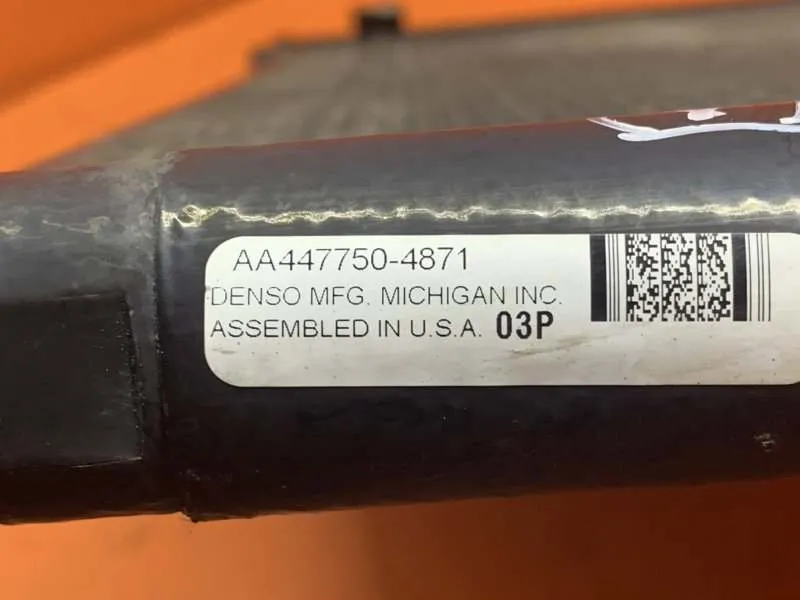 AA447750-4871
DENSO MFG. MICHIGAN INC.
ASSEMBLED IN U.S.A. 03P